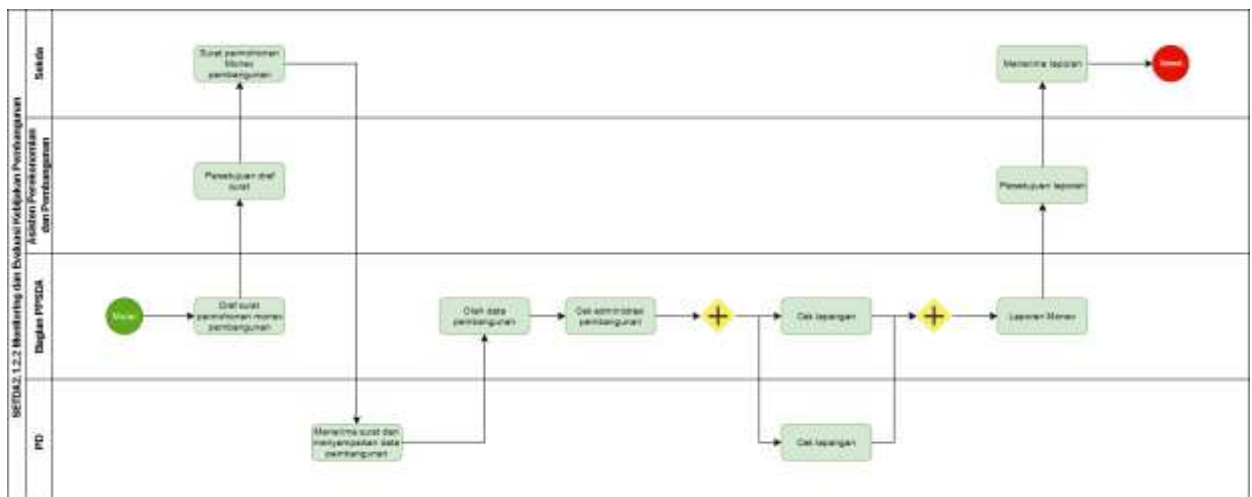 SETDA2.1.2.2 Monitoring dan Evaluasi Kebijakan Pembangunan
Sekda
Surat permohonan
Monev
pembangunan
Menerima laporan
Asisten Perekonomian
dan Pembangunan
Persetujuan draf
surat
Persetujuan laporan
Bagian PPSDA
Mulai
Draf surat
permohonan monev
pembangunan
Olah data
pembangunan
Cek administrasi
pembangunan
Cek lapangan
Laporan Monev
PD
Menerima surat dan
menyampaikan data
pembangunan
Cek lapangan